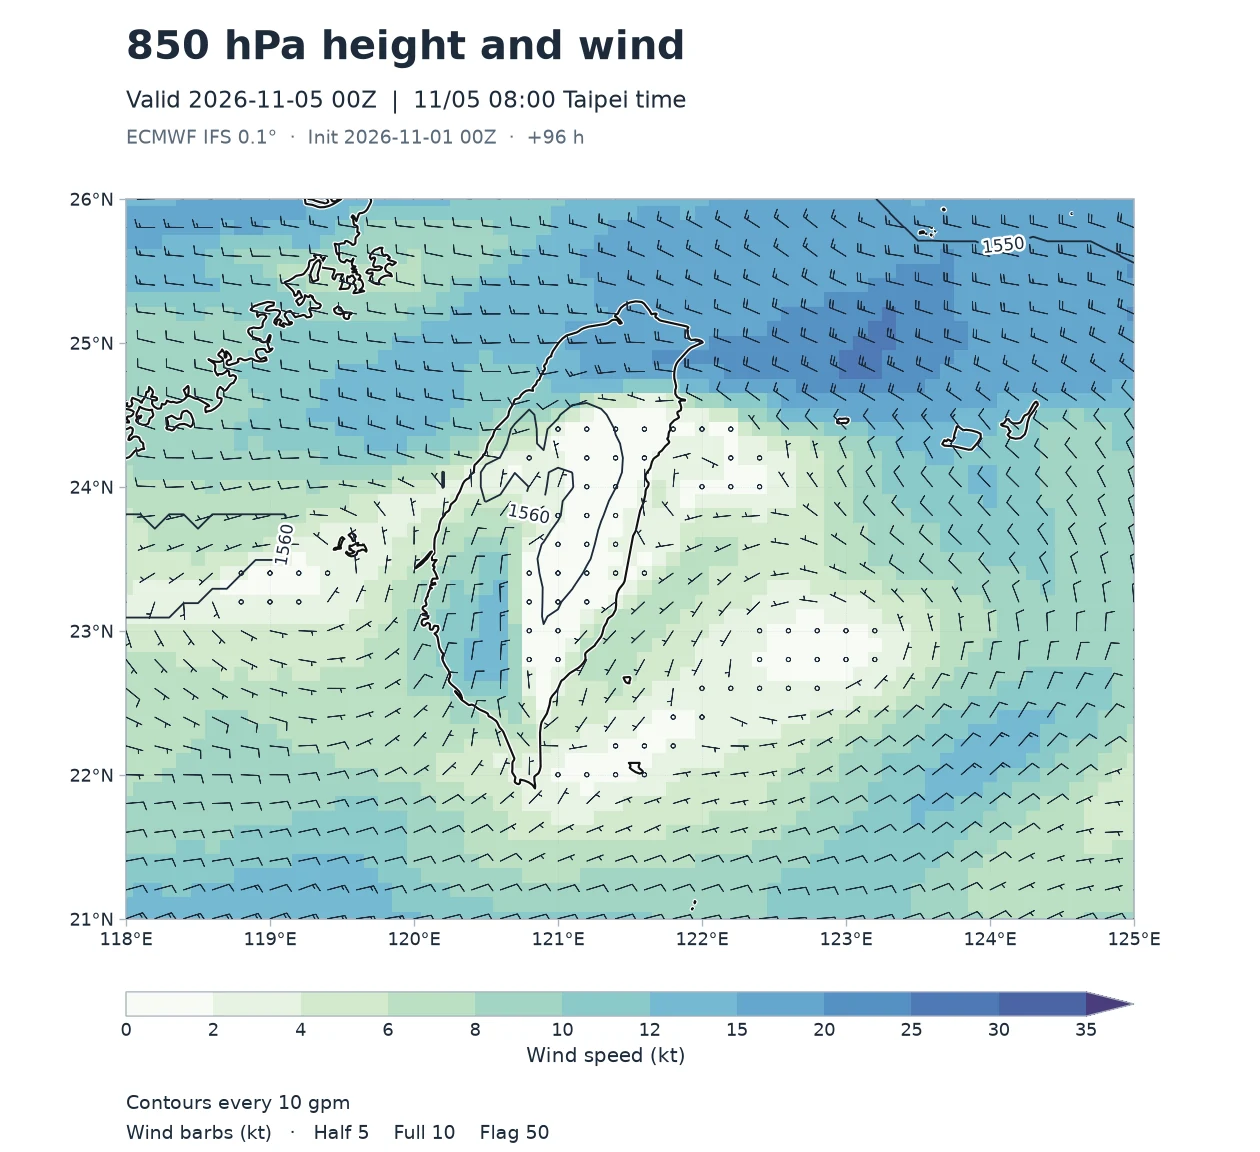 850 hPa height and wind
Valid 2026-11-05 00Z | 11/05 08:00 Taipei time
ECMWF IFS 0.1° · Init 2026-11-01 00Z · +96 h
26°N
1550
25°N
24°N
1560
1560
23°N
22°N
21°N
118°E 119°E 120°E 121°E 122°E 123°E 124°E 125°E
0 2 4 6 8 10 12 15 20 25 30 35
Wind speed (kt)
Contours every 10 gpm
Wind barbs (kt) · Half 5 Full 10 Flag 50